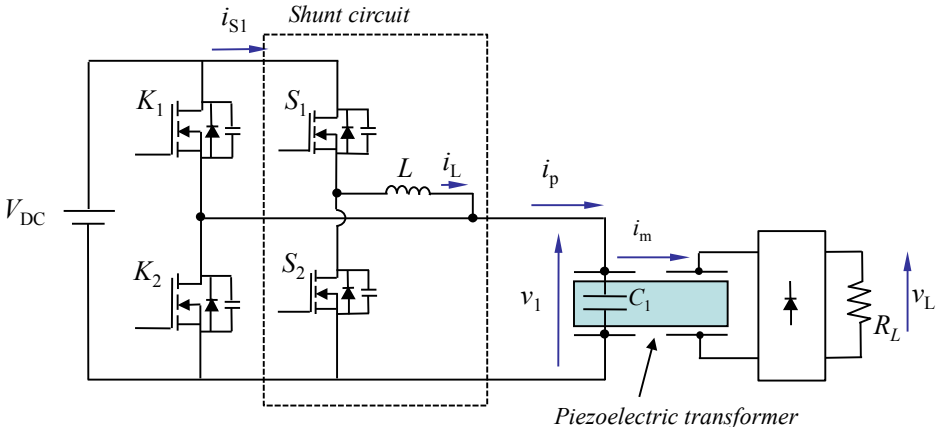 Shunt circuit
i_S1
K_1
S_1
L
i_L
i_p
V_DC
i_m
K_2
S_2
v_1
C_1
v_L
R_L
Piezoelectric transformer